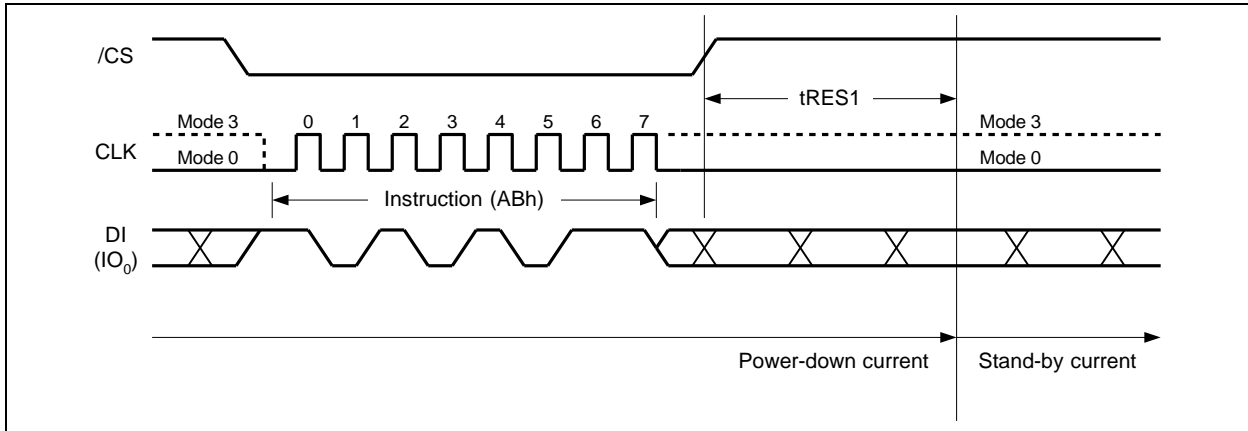 /CS
tRES1
Mode 3
0 1 2 3 4 5 6 7
Mode 3
CLK
Mode 0
Mode 0
Instruction (ABh)
DI
(IO₀)
Power-down current
Stand-by current